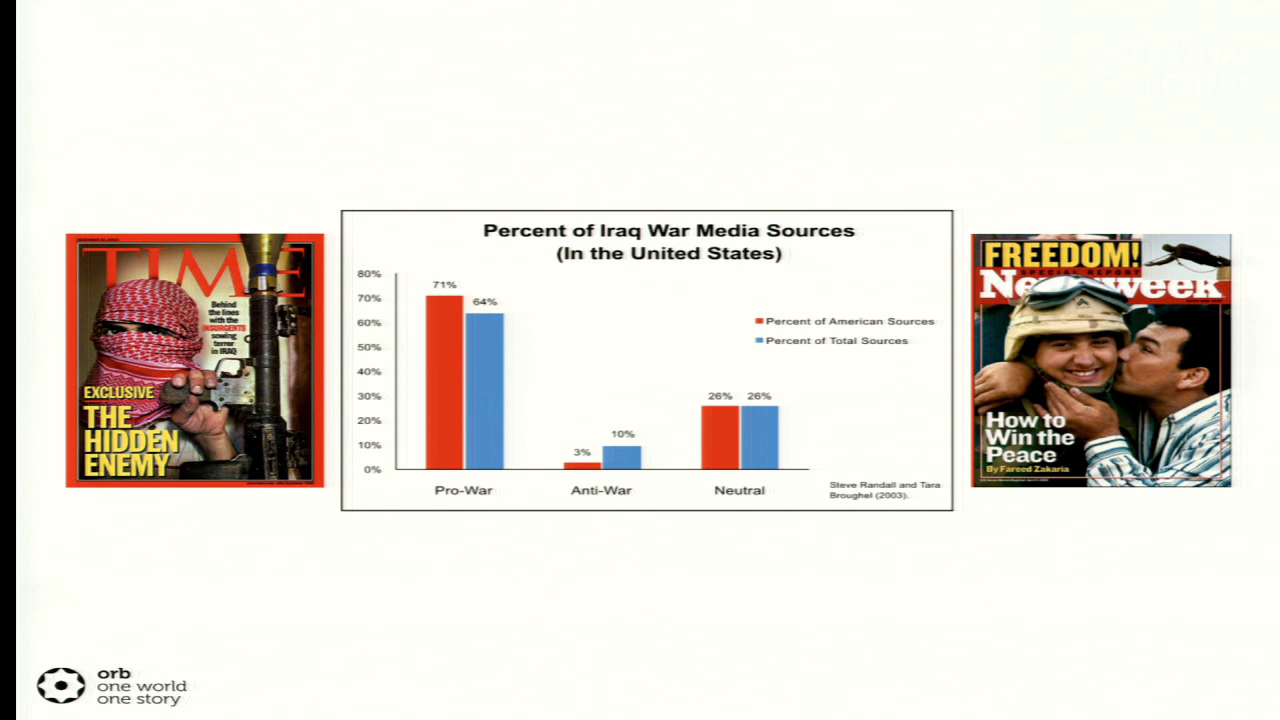 FESTIVAL
OF FAITHS
TIME
Behind
the lines
with the
INSURGENTS
sowing
terror
in IRAQ
EXCLUSIVE
THE
HIDDEN
ENEMY
Percent of Iraq War Media Sources
(In the United States)
80%
70%
60%
50%
40%
30%
20%
10%
0%
71%
64%
3%
10%
26%
26%
Pro-War
Anti-War
Neutral
Percent of American Sources
Percent of Total Sources
Steve Randall and Tara
Broughel (2003).
FREEDOM!
SPECIAL REPORT
Newsweek
How to
Win the
Peace
By Fareed Zakaria
orb
one world
one story